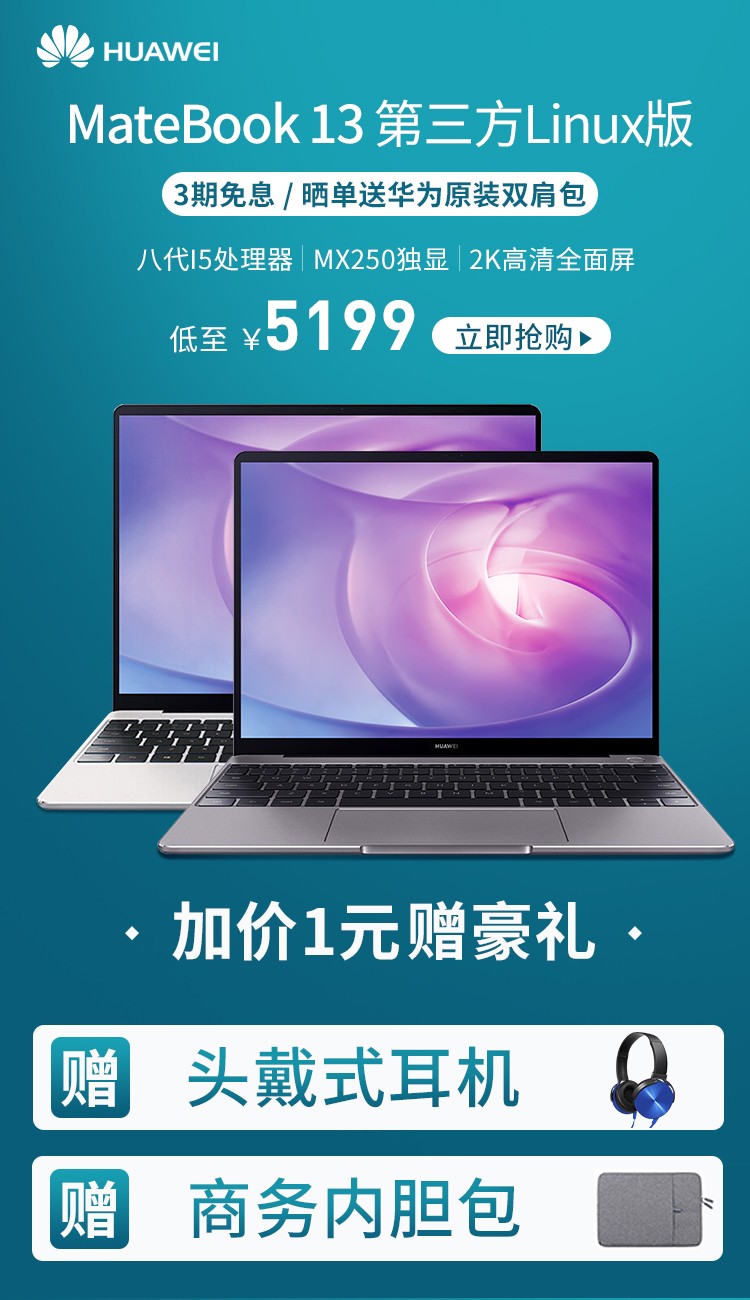 HUAWEI
MateBook 13 第三方Linux版
3期免息 / 晒单送华为原装双肩包
八代I5处理器 | MX250独显 | 2K高清全面屏
低至 ¥5199 立即抢购
HUAWEI
· 加价1元赠豪礼 ·
赠 头戴式耳机
赠 商务内胆包